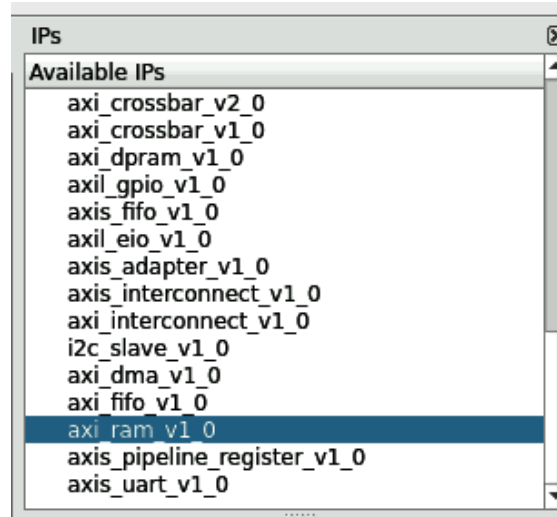 IPs
Available IPs
axi_crossbar_v2_0
axi_crossbar_v1_0
axi_dpram_v1_0
axil_gpio_v1_0
axis_fifo_v1_0
axil_eio_v1_0
axis_adapter_v1_0
axis_interconnect_v1_0
axi_interconnect_v1_0
i2c_slave_v1_0
axi_dma_v1_0
axi_fifo_v1_0
axi_ram_v1_0
axis_pipeline_register_v1_0
axis_uart_v1_0